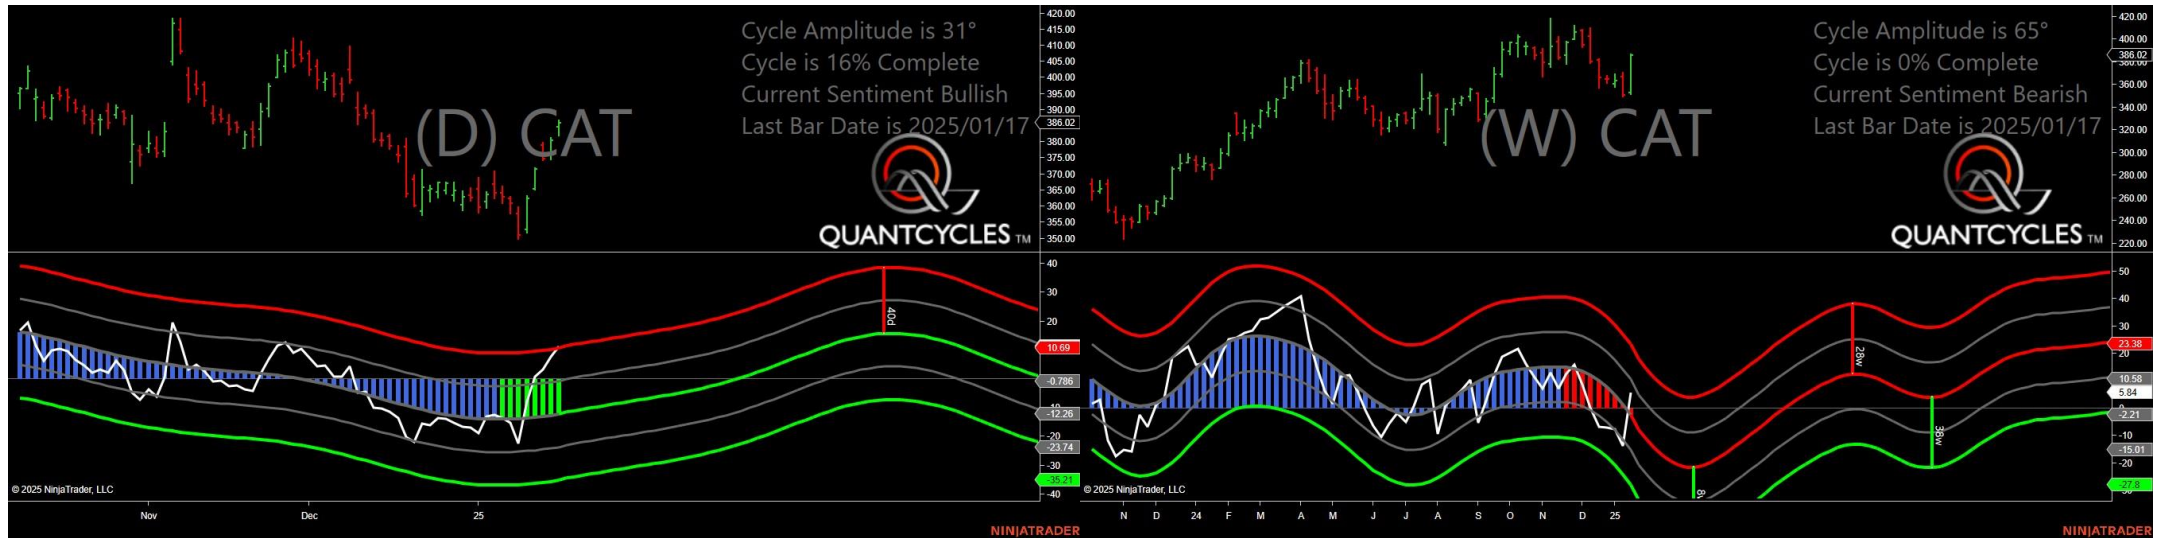 Cycle Amplitude is 31°
Cycle is 16% Complete
Current Sentiment Bullish
Last Bar Date is 2025/01/17
(D) CAT
QUANTCYCLES TM
420.00
415.00
410.00
405.00
400.00
395.00
390.00
386.02
380.00
375.00
370.00
365.00
360.00
355.00
350.00
40
30
20
10.69
-0.786
-12.26
-20
-23.74
-30
-35.21
-40
40d
© 2025 NinjaTrader, LLC
Nov Dec 25
NINJATRADER
Cycle Amplitude is 65°
Cycle is 0% Complete
Current Sentiment Bearish
Last Bar Date is 2025/01/17
(W) CAT
QUANTCYCLES TM
420.00
400.00
386.02
380.00
360.00
340.00
320.00
300.00
280.00
260.00
240.00
220.00
50
40
30
23.38
20
10.58
5.84
-2.21
-10
-15.01
-20
-27.8
28w
38w
© 2025 NinjaTrader, LLC
N D 24 F M A M J J A S O N D 25
NINJATRADER